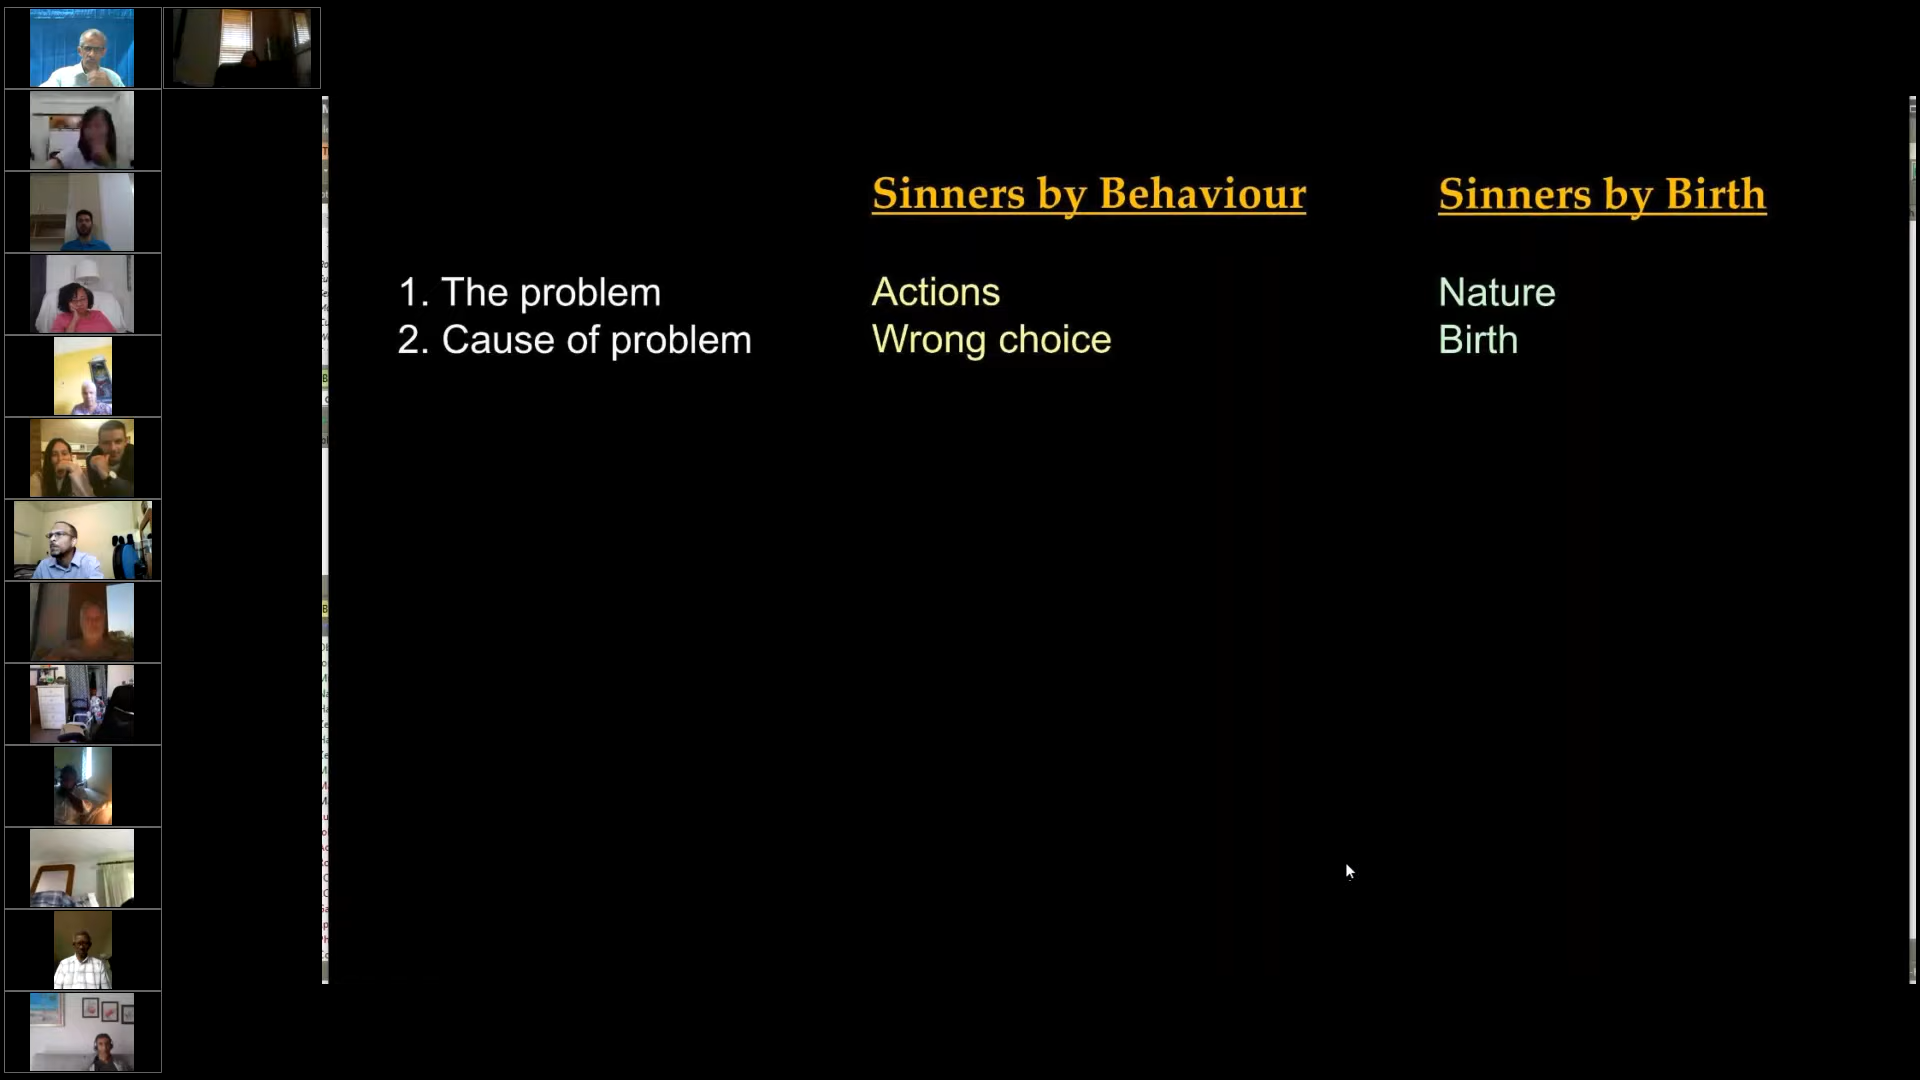 Sinners by Behaviour Sinners by Birth
1. The problem Actions Nature
2. Cause of problem Wrong choice Birth